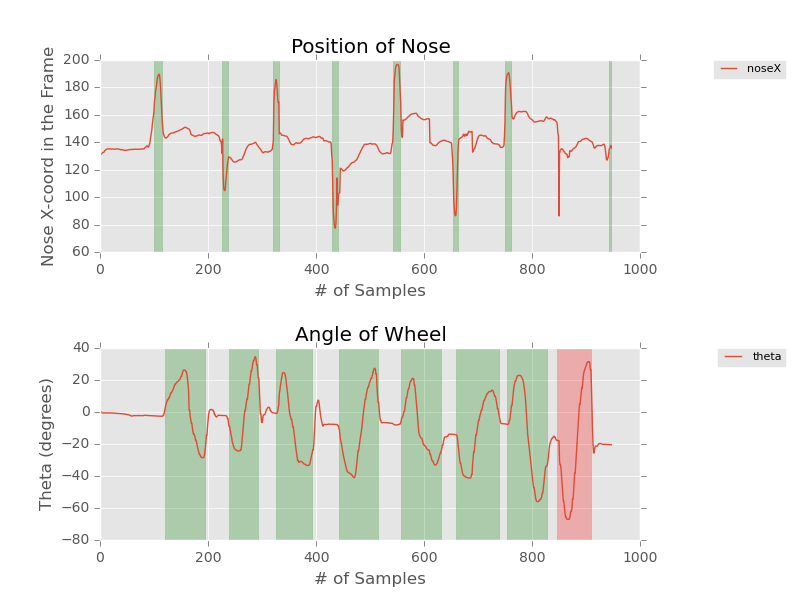 Position of Nose
200
180
160
140
120
100
80
60
Nose X-coord in the Frame
0 200 400 600 800 1000
# of Samples
noseX
Angle of Wheel
40
20
0
−20
−40
−60
−80
Theta (degrees)
0 200 400 600 800 1000
# of Samples
theta